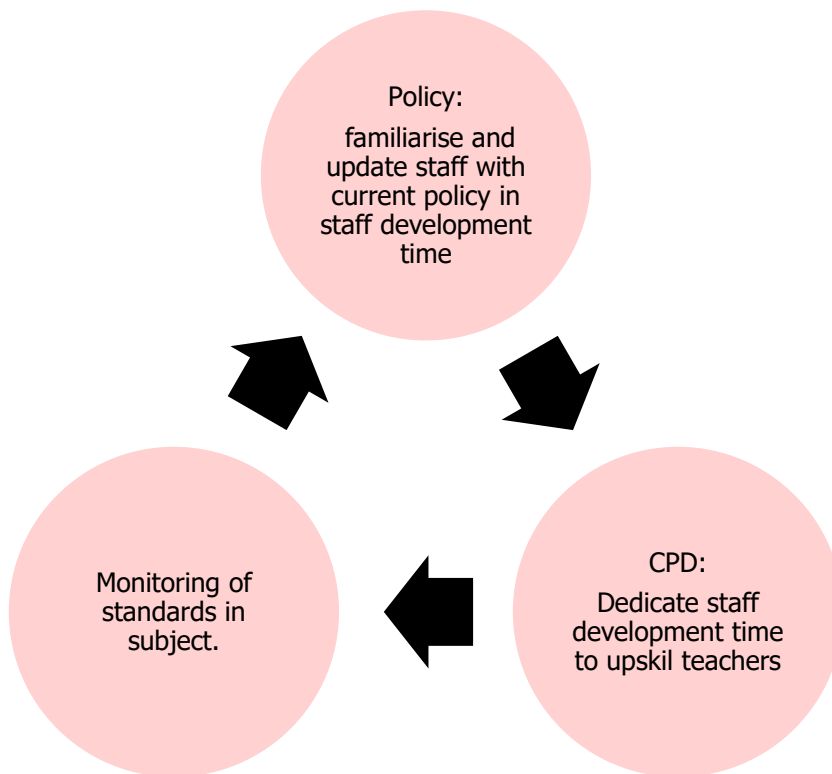 Policy:
familiarise and
update staff with
current policy in
staff development
time
Monitoring of
standards in
subject.
CPD:
Dedicate staff
development time
to upskil teachers